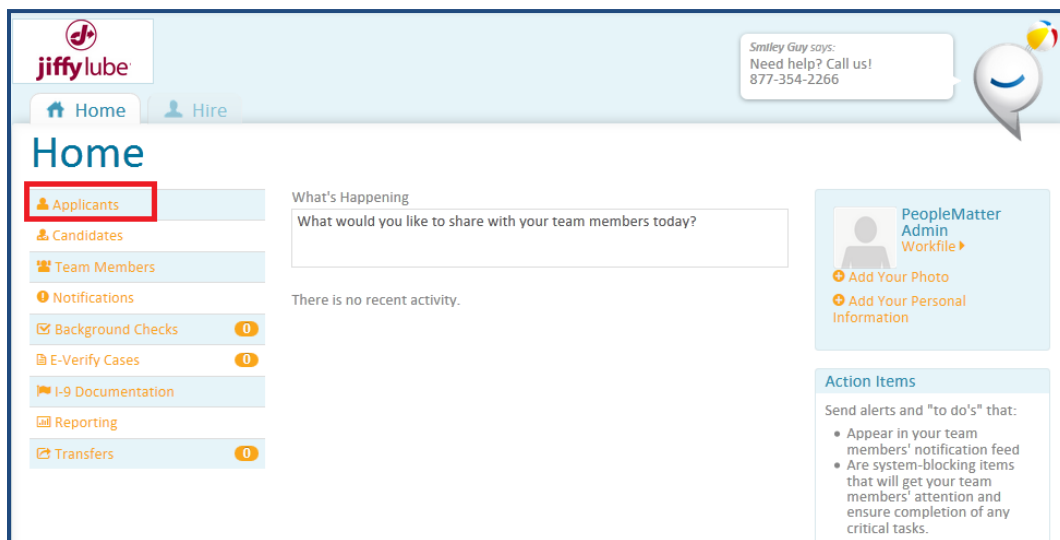 jiffylube
Smiley Guy says:
Need help? Call us!
877-354-2266
Home
Hire
Home
Applicants
Candidates
Team Members
Notifications
Background Checks 0
E-Verify Cases 0
I-9 Documentation
Reporting
Transfers 0
What's Happening
What would you like to share with your team members today?
There is no recent activity.
PeopleMatter
Admin
Workfile
Add Your Photo
Add Your Personal
Information
Action Items
Send alerts and "to do's" that:
• Appear in your team
members' notification feed
• Are system-blocking items
that will get your team
members' attention and
ensure completion of any
critical tasks.